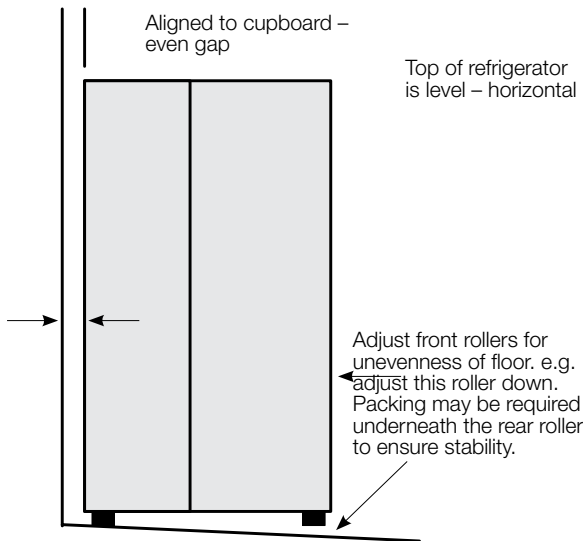 Aligned to cupboard –
even gap
Top of refrigerator
is level – horizontal
Adjust front rollers for
unevenness of floor. e.g.
adjust this roller down.
Packing may be required
underneath the rear roller
to ensure stability.